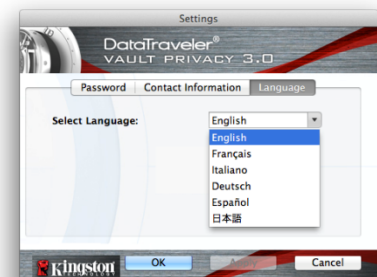 Settings
DataTraveler®
VAULT PRIVACY 3.0
Password Contact Information Language
Select Language: English
English
Français
Italiano
Deutsch
Español
日本語
Kingston
TECHNOLOGY
OK Cancel